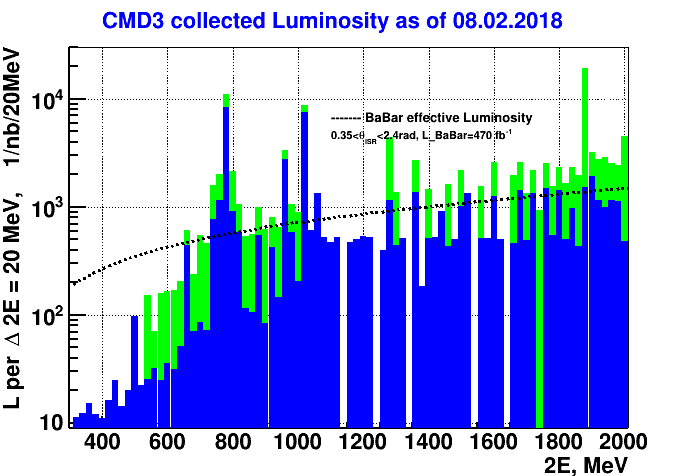 CMD3 collected Luminosity as of 08.02.2018
L per Δ 2E = 20 MeV, 1/nb/20MeV
10⁴
10³
10²
10
------- BaBar effective Luminosity
0.35<θ_ISR<2.4rad, L_BaBar=470 fb⁻¹
400 600 800 1000 1200 1400 1600 1800 2000
2E, MeV